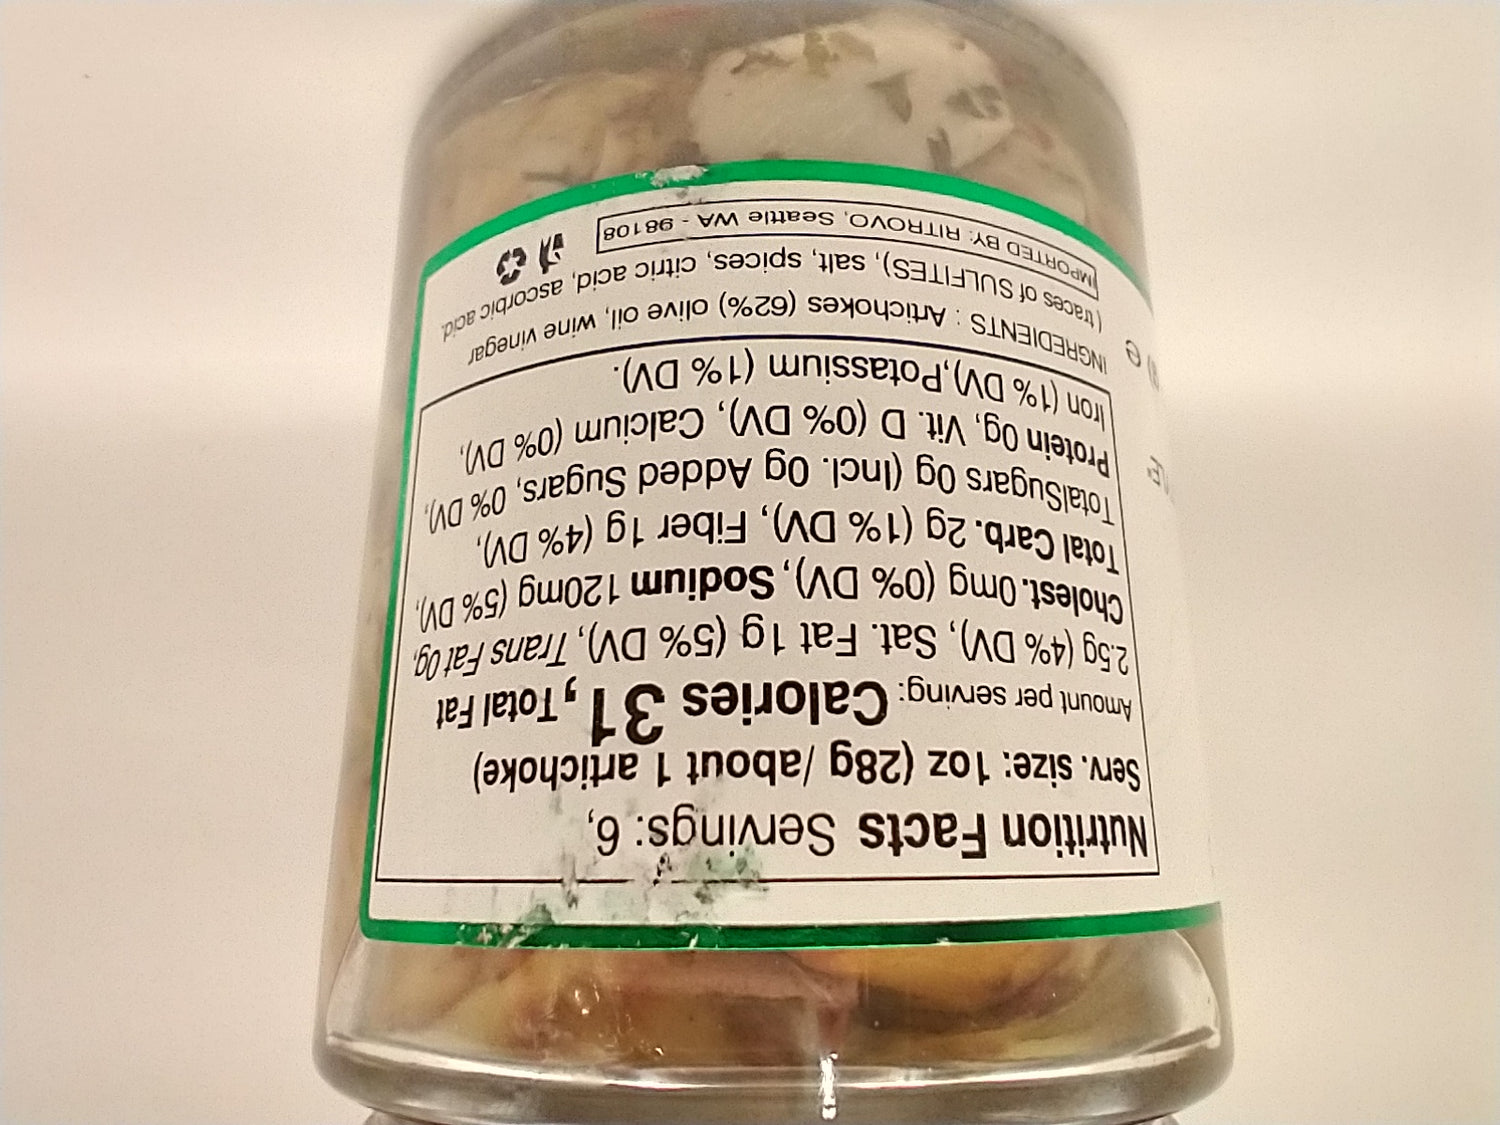 Nutrition Facts Servings: 6,
Serv. size: 1oz (28g /about 1 artichoke)
Amount per serving: Calories 31, Total Fat
2.5g (4% DV), Sat. Fat 1g (5% DV), Trans Fat 0g,
Cholest. 0mg (0% DV), Sodium 120mg (5% DV),
Total Carb. 2g (1% DV), Fiber 1g (4% DV),
TotalSugars 0g (Incl. 0g Added Sugars, 0% DV),
Protein 0g, Vit. D (0% DV), Calcium (0% DV),
Iron (1% DV),Potassium (1% DV).
INGREDIENTS : Artichokes (62%) olive oil, wine vinegar
( traces of SULFITES), salt, spices, citric acid, ascorbic acid.
IMPORTED BY: RITROVO, Seattle WA - 98108